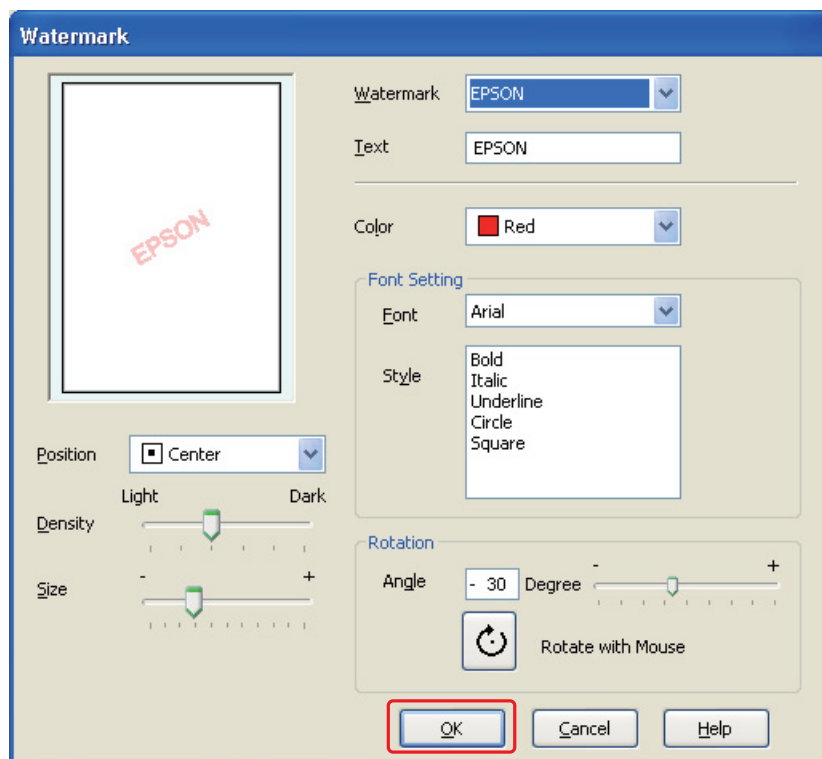 Watermark
EPSON
Watermark EPSON
Text EPSON
Color Red
Font Setting
Font Arial
Style
Bold
Italic
Underline
Circle
Square
Position Center
Light Dark
Density
Size - +
Rotation
Angle - 30 Degree - +
Rotate with Mouse
OK Cancel Help